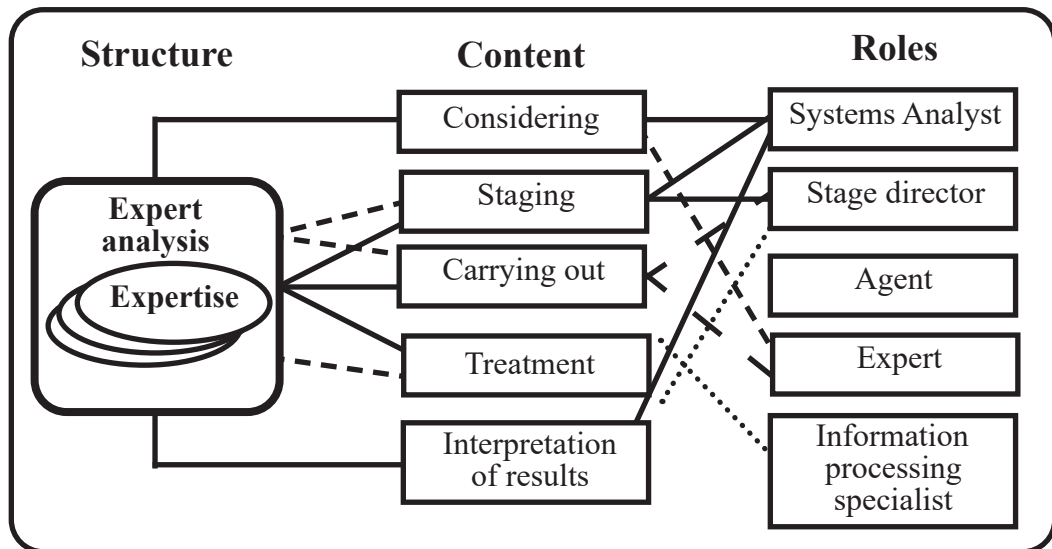 Structure
Content
Roles
Expert
analysis
Expertise
Considering
Staging
Carrying out
Treatment
Interpretation
of results
Systems Analyst
Stage director
Agent
Expert
Information
processing
specialist